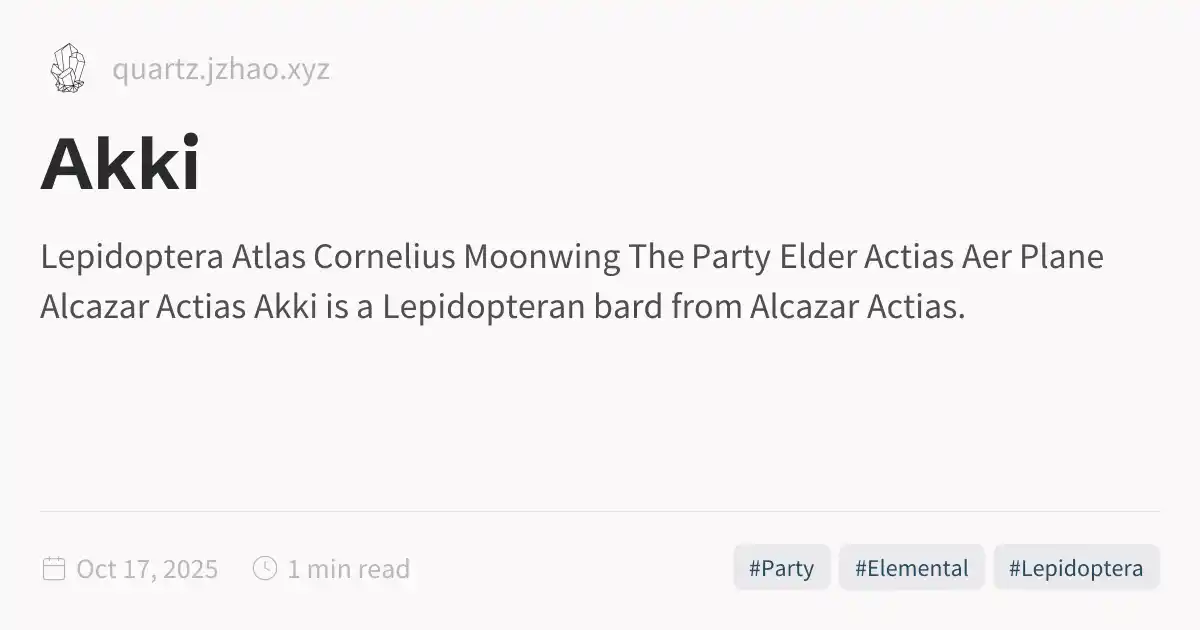 quartz.jzhao.xyz
Akki
Lepidoptera Atlas Cornelius Moonwing The Party Elder Actias Aer Plane
Alcazar Actias Akki is a Lepidopteran bard from Alcazar Actias.
Oct 17, 2025 1 min read #Party #Elemental #Lepidoptera